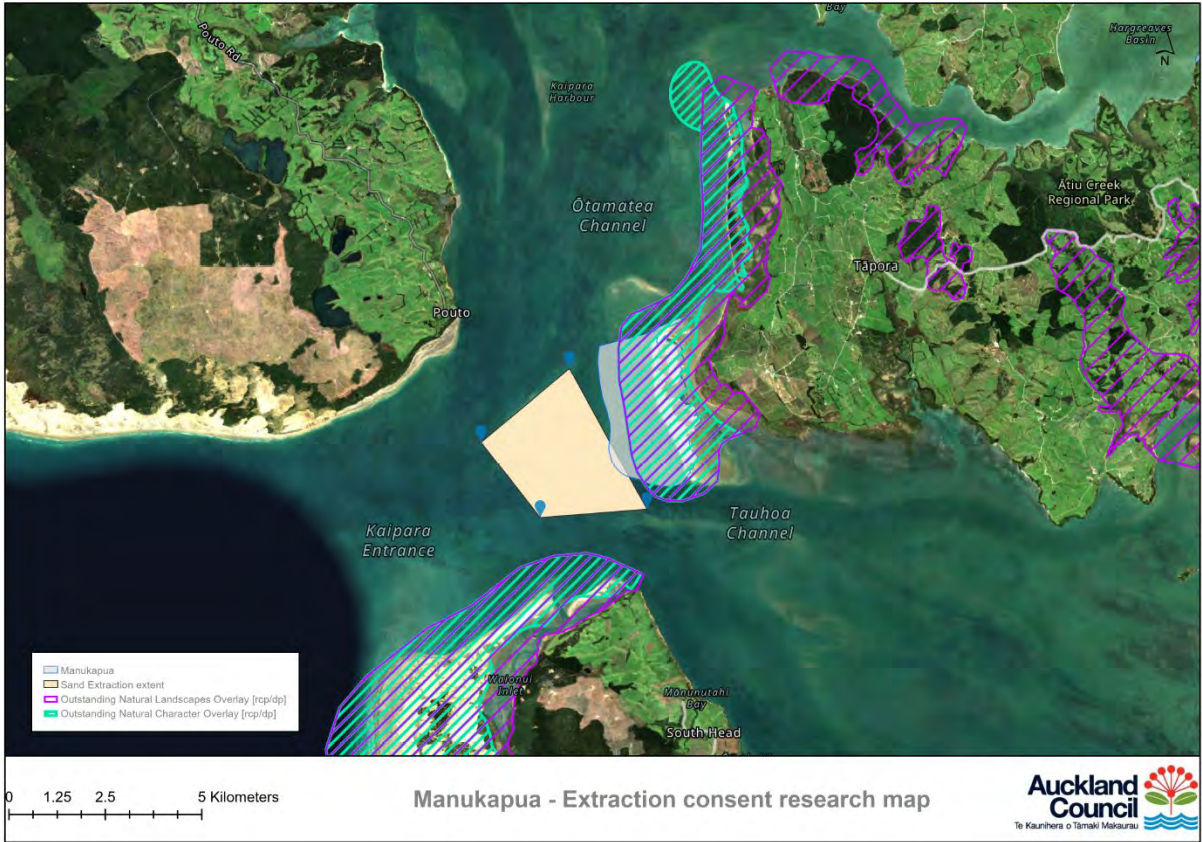 Bay
Hargreaves
Basin
N
Pouto Rd
Kaipara
Harbour
Ōtamatea
Channel
Ātiu Creek
Regional Park
Tāpora
Pouto
Tauhoa
Channel
Kaipara
Entrance
Waionui
Inlet
Mōnunutahi
Bay
South Head
Manukapua
Sand Extraction extent
Outstanding Natural Landscapes Overlay [rcp/dp]
Outstanding Natural Character Overlay [rcp/dp]
0 1.25 2.5 5 Kilometers
Manukapua - Extraction consent research map
Auckland
Council
Te Kaunihera o Tāmaki Makaurau